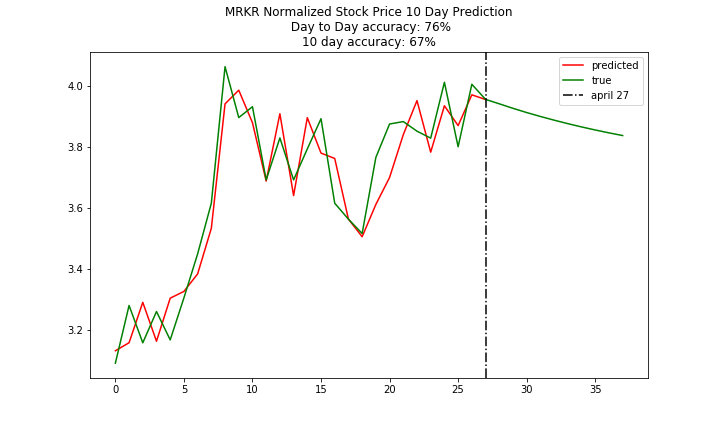 MRKR Normalized Stock Price 10 Day Prediction
Day to Day accuracy: 76%
10 day accuracy: 67%
predicted
true
april 27
4.0
3.8
3.6
3.4
3.2
0 5 10 15 20 25 30 35